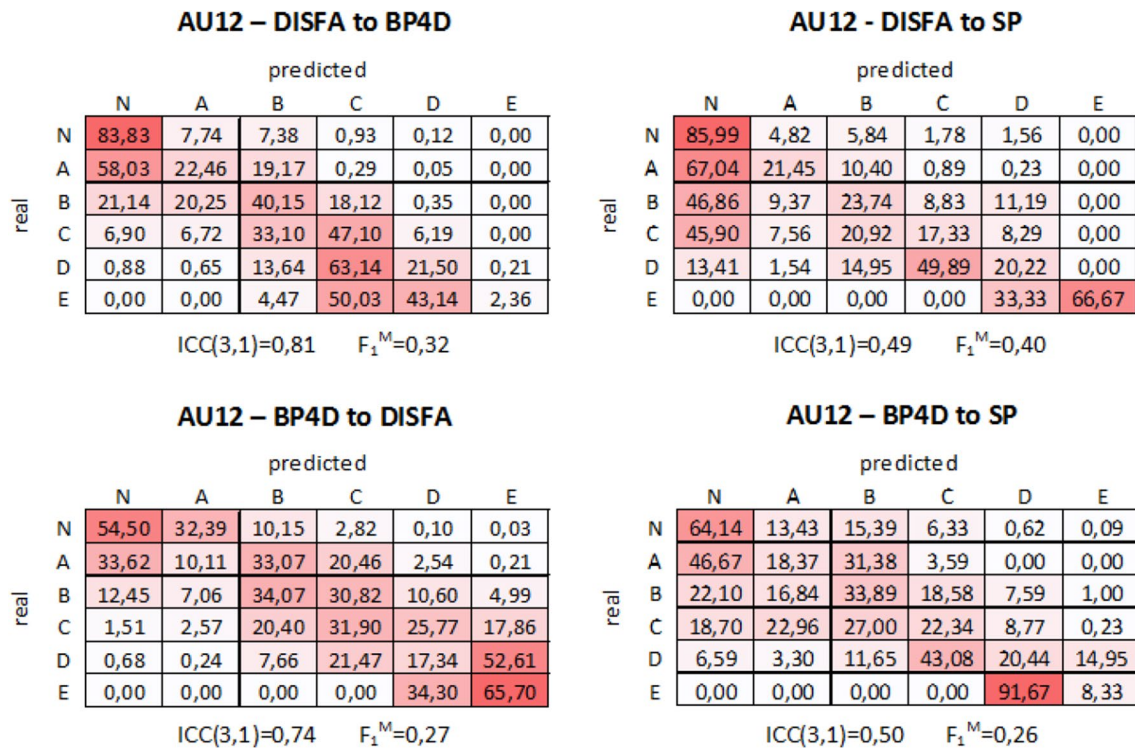 AU12 – DISFA to BP4D
predicted
N A B C D E
real
N 83,83 7,74 7,38 0,93 0,12 0,00
A 58,03 22,46 19,17 0,29 0,05 0,00
B 21,14 20,25 40,15 18,12 0,35 0,00
C 6,90 6,72 33,10 47,10 6,19 0,00
D 0,88 0,65 13,64 63,14 21,50 0,21
E 0,00 0,00 4,47 50,03 43,14 2,36
ICC(3,1)=0,81 F₁ᴹ=0,32
AU12 - DISFA to SP
predicted
N A B C D E
real
N 85,99 4,82 5,84 1,78 1,56 0,00
A 67,04 21,45 10,40 0,89 0,23 0,00
B 46,86 9,37 23,74 8,83 11,19 0,00
C 45,90 7,56 20,92 17,33 8,29 0,00
D 13,41 1,54 14,95 49,89 20,22 0,00
E 0,00 0,00 0,00 0,00 33,33 66,67
ICC(3,1)=0,49 F₁ᴹ=0,40
AU12 – BP4D to DISFA
predicted
N A B C D E
real
N 54,50 32,39 10,15 2,82 0,10 0,03
A 33,62 10,11 33,07 20,46 2,54 0,21
B 12,45 7,06 34,07 30,82 10,60 4,99
C 1,51 2,57 20,40 31,90 25,77 17,86
D 0,68 0,24 7,66 21,47 17,34 52,61
E 0,00 0,00 0,00 0,00 34,30 65,70
ICC(3,1)=0,74 F₁ᴹ=0,27
AU12 – BP4D to SP
predicted
N A B C D E
real
N 64,14 13,43 15,39 6,33 0,62 0,09
A 46,67 18,37 31,38 3,59 0,00 0,00
B 22,10 16,84 33,89 18,58 7,59 1,00
C 18,70 22,96 27,00 22,34 8,77 0,23
D 6,59 3,30 11,65 43,08 20,44 14,95
E 0,00 0,00 0,00 0,00 91,67 8,33
ICC(3,1)=0,50 F₁ᴹ=0,26